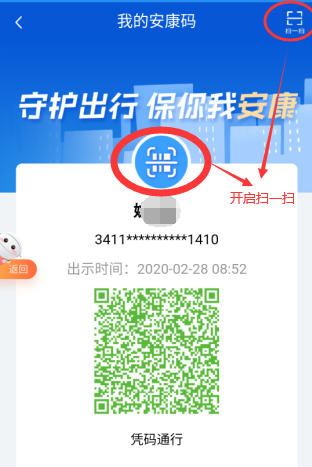 我的安康码
扫一扫
守护出行 保你我安康
开启扫一扫
3411**********1410
返回
出示时间：2020-02-28 08:52
凭码通行